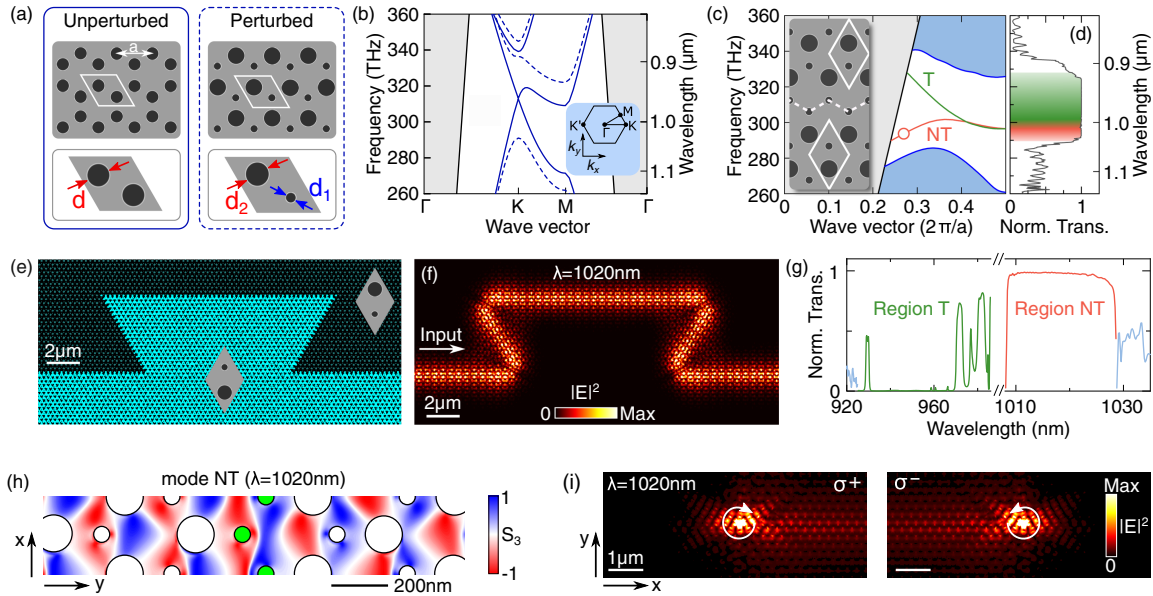 (a)
Unperturbed
Perturbed
a
d
d2
d1
(b)
Frequency (THz)
360
340
320
300
280
260
Γ
K
M
Γ
Wave vector
Wavelength (μm)
0.9
1.0
1.1
K'
Γ
M
K
ky
kx
(c)
Frequency (THz)
360
340
320
300
280
260
T
NT
0
0.1
0.2
0.3
0.4
Wave vector (2π/a)
(d)
0
1
Norm. Trans.
Wavelength (μm)
0.9
1.0
1.1
(e)
2μm
(f)
λ=1020nm
Input
2μm
|E|²
0
Max
(g)
Norm. Trans.
1
0
Region T
Region NT
920
960
1010
1030
Wavelength (nm)
(h)
mode NT (λ=1020nm)
x
y
200nm
1
-1
S3
(i)
λ=1020nm
σ+
σ−
y
x
1μm
Max
|E|²
0